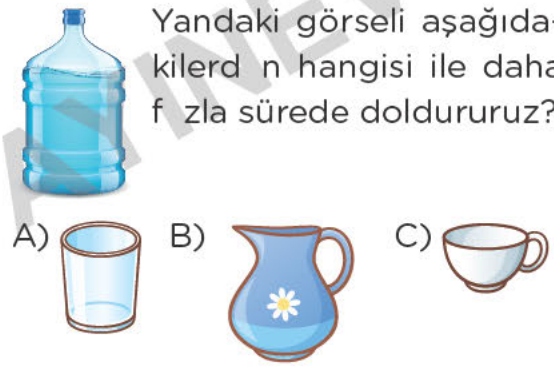 Yandaki görseli aşağıda-
kilerd n hangisi ile daha
f zla sürede doldururuz?
A) B) C)